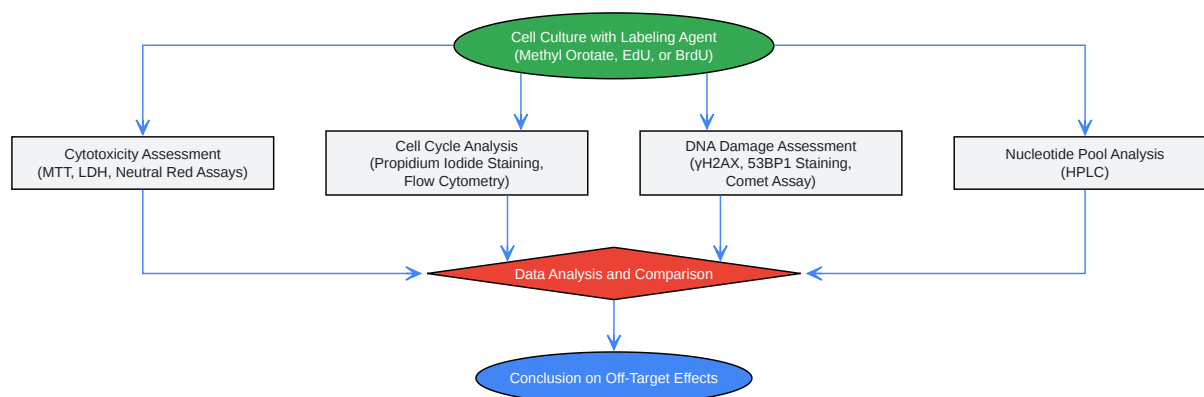 Cell Culture with Labeling Agent
(Methyl Orotate, EdU, or BrdU)
Cytotoxicity Assessment
(MTT, LDH, Neutral Red Assays)
Cell Cycle Analysis
(Propidium Iodide Staining,
Flow Cytometry)
DNA Damage Assessment
(γH2AX, 53BP1 Staining,
Comet Assay)
Nucleotide Pool Analysis
(HPLC)
Data Analysis and Comparison
Conclusion on Off-Target Effects